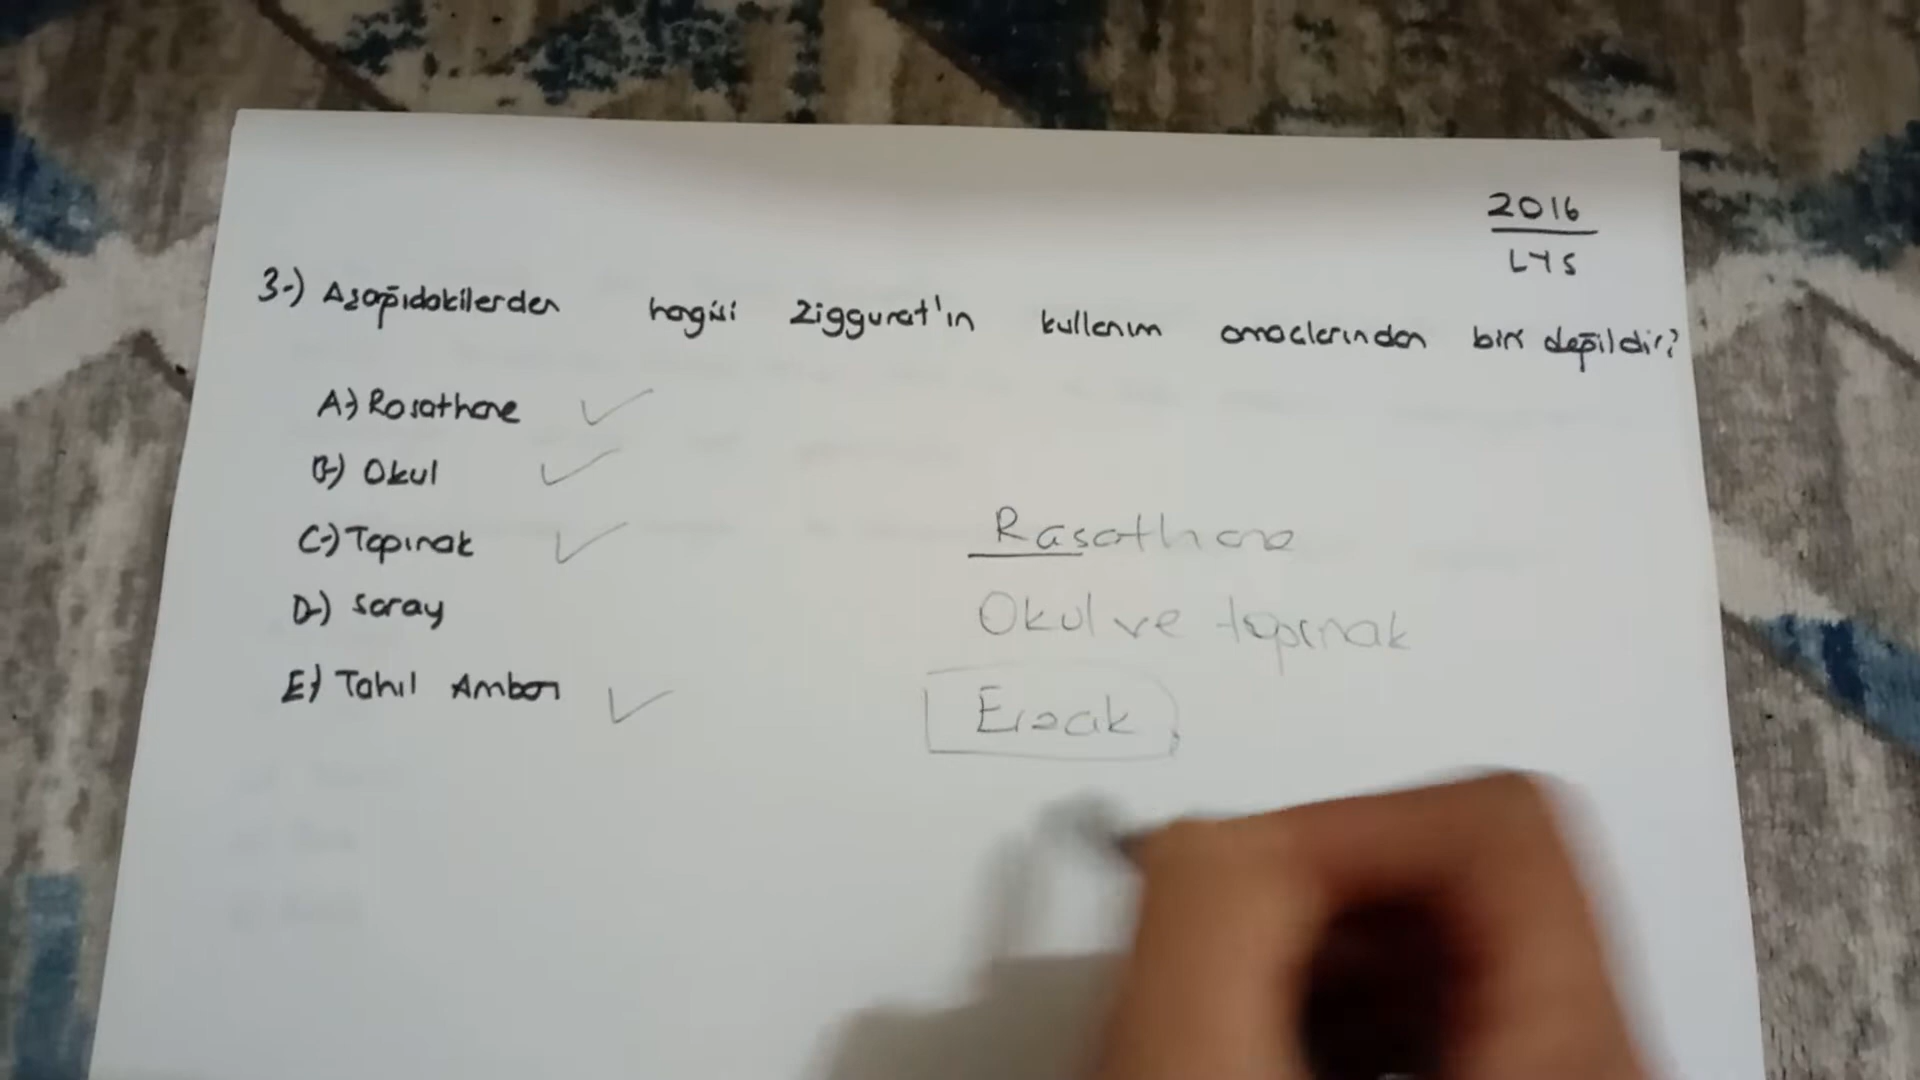 2016
LYS
3-) Aşağıdakilerden hangisi Ziggurat'ın kullanım amaçlarından biri değildir?
A-) Rasathane
B-) Okul
C-) Tapınak
D-) Saray
E-) Tahıl Ambarı
Rasathane
Okul ve tapınak
Erzak